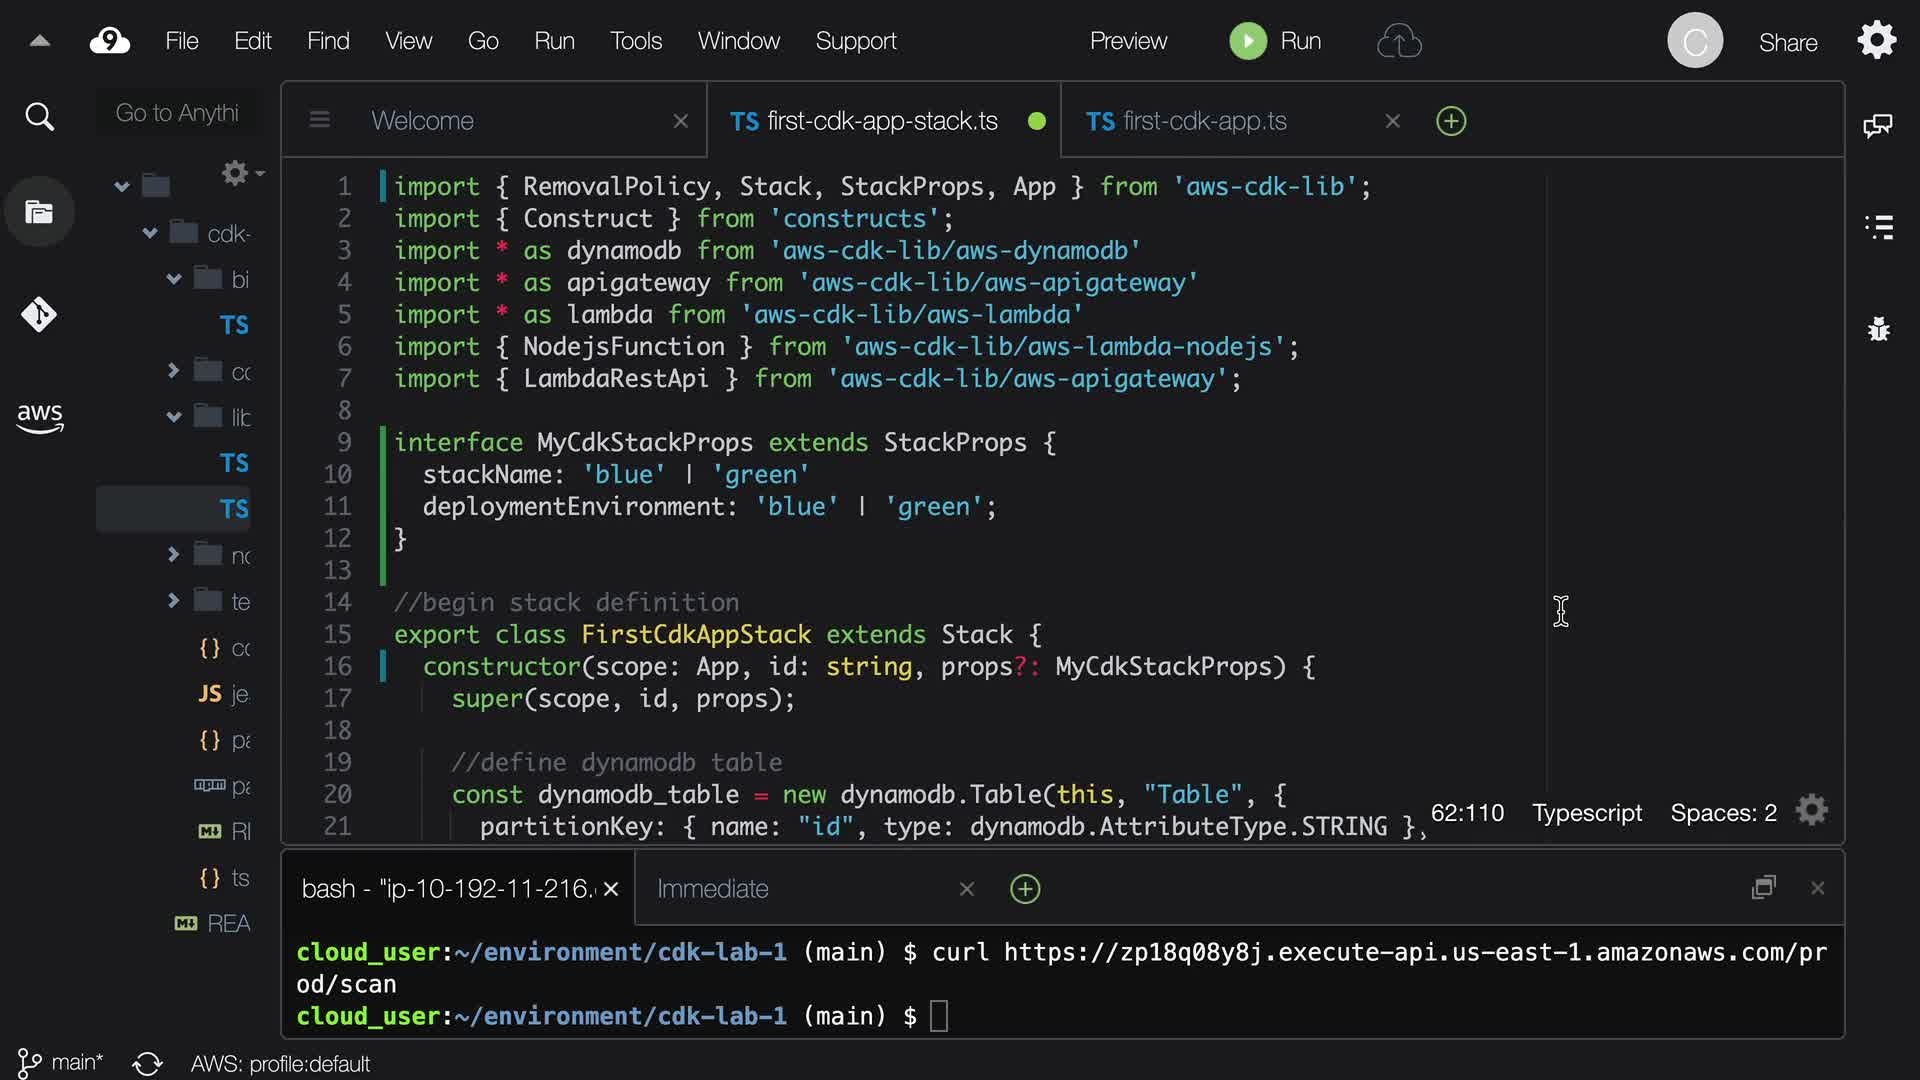 9 File Edit Find View Go Run Tools Window Support Preview Run C Share
Go to Anythi
Welcome
TS first-cdk-app-stack.ts
TS first-cdk-app.ts
cdk-
bi
TS
cc
lib
TS
TS
nc
te
{} cc
JS je
{} pa
npm pa
M↓ RI
{} ts
M↓ REA
aws
1 import { RemovalPolicy, Stack, StackProps, App } from 'aws-cdk-lib';
2 import { Construct } from 'constructs';
3 import * as dynamodb from 'aws-cdk-lib/aws-dynamodb'
4 import * as apigateway from 'aws-cdk-lib/aws-apigateway'
5 import * as lambda from 'aws-cdk-lib/aws-lambda'
6 import { NodejsFunction } from 'aws-cdk-lib/aws-lambda-nodejs';
7 import { LambdaRestApi } from 'aws-cdk-lib/aws-apigateway';
8
9 interface MyCdkStackProps extends StackProps {
10 stackName: 'blue' | 'green'
11 deploymentEnvironment: 'blue' | 'green';
12 }
13
14 //begin stack definition
15 export class FirstCdkAppStack extends Stack {
16 constructor(scope: App, id: string, props?: MyCdkStackProps) {
17 super(scope, id, props);
18
19 //define dynamodb table
20 const dynamodb_table = new dynamodb.Table(this, "Table", {
21 partitionKey: { name: "id", type: dynamodb.AttributeType.STRING },
62:110 Typescript Spaces: 2
bash - "ip-10-192-11-216.
Immediate
cloud_user:~/environment/cdk-lab-1 (main) $ curl https://zp18q08y8j.execute-api.us-east-1.amazonaws.com/pr
od/scan
cloud_user:~/environment/cdk-lab-1 (main) $
main* AWS: profile:default